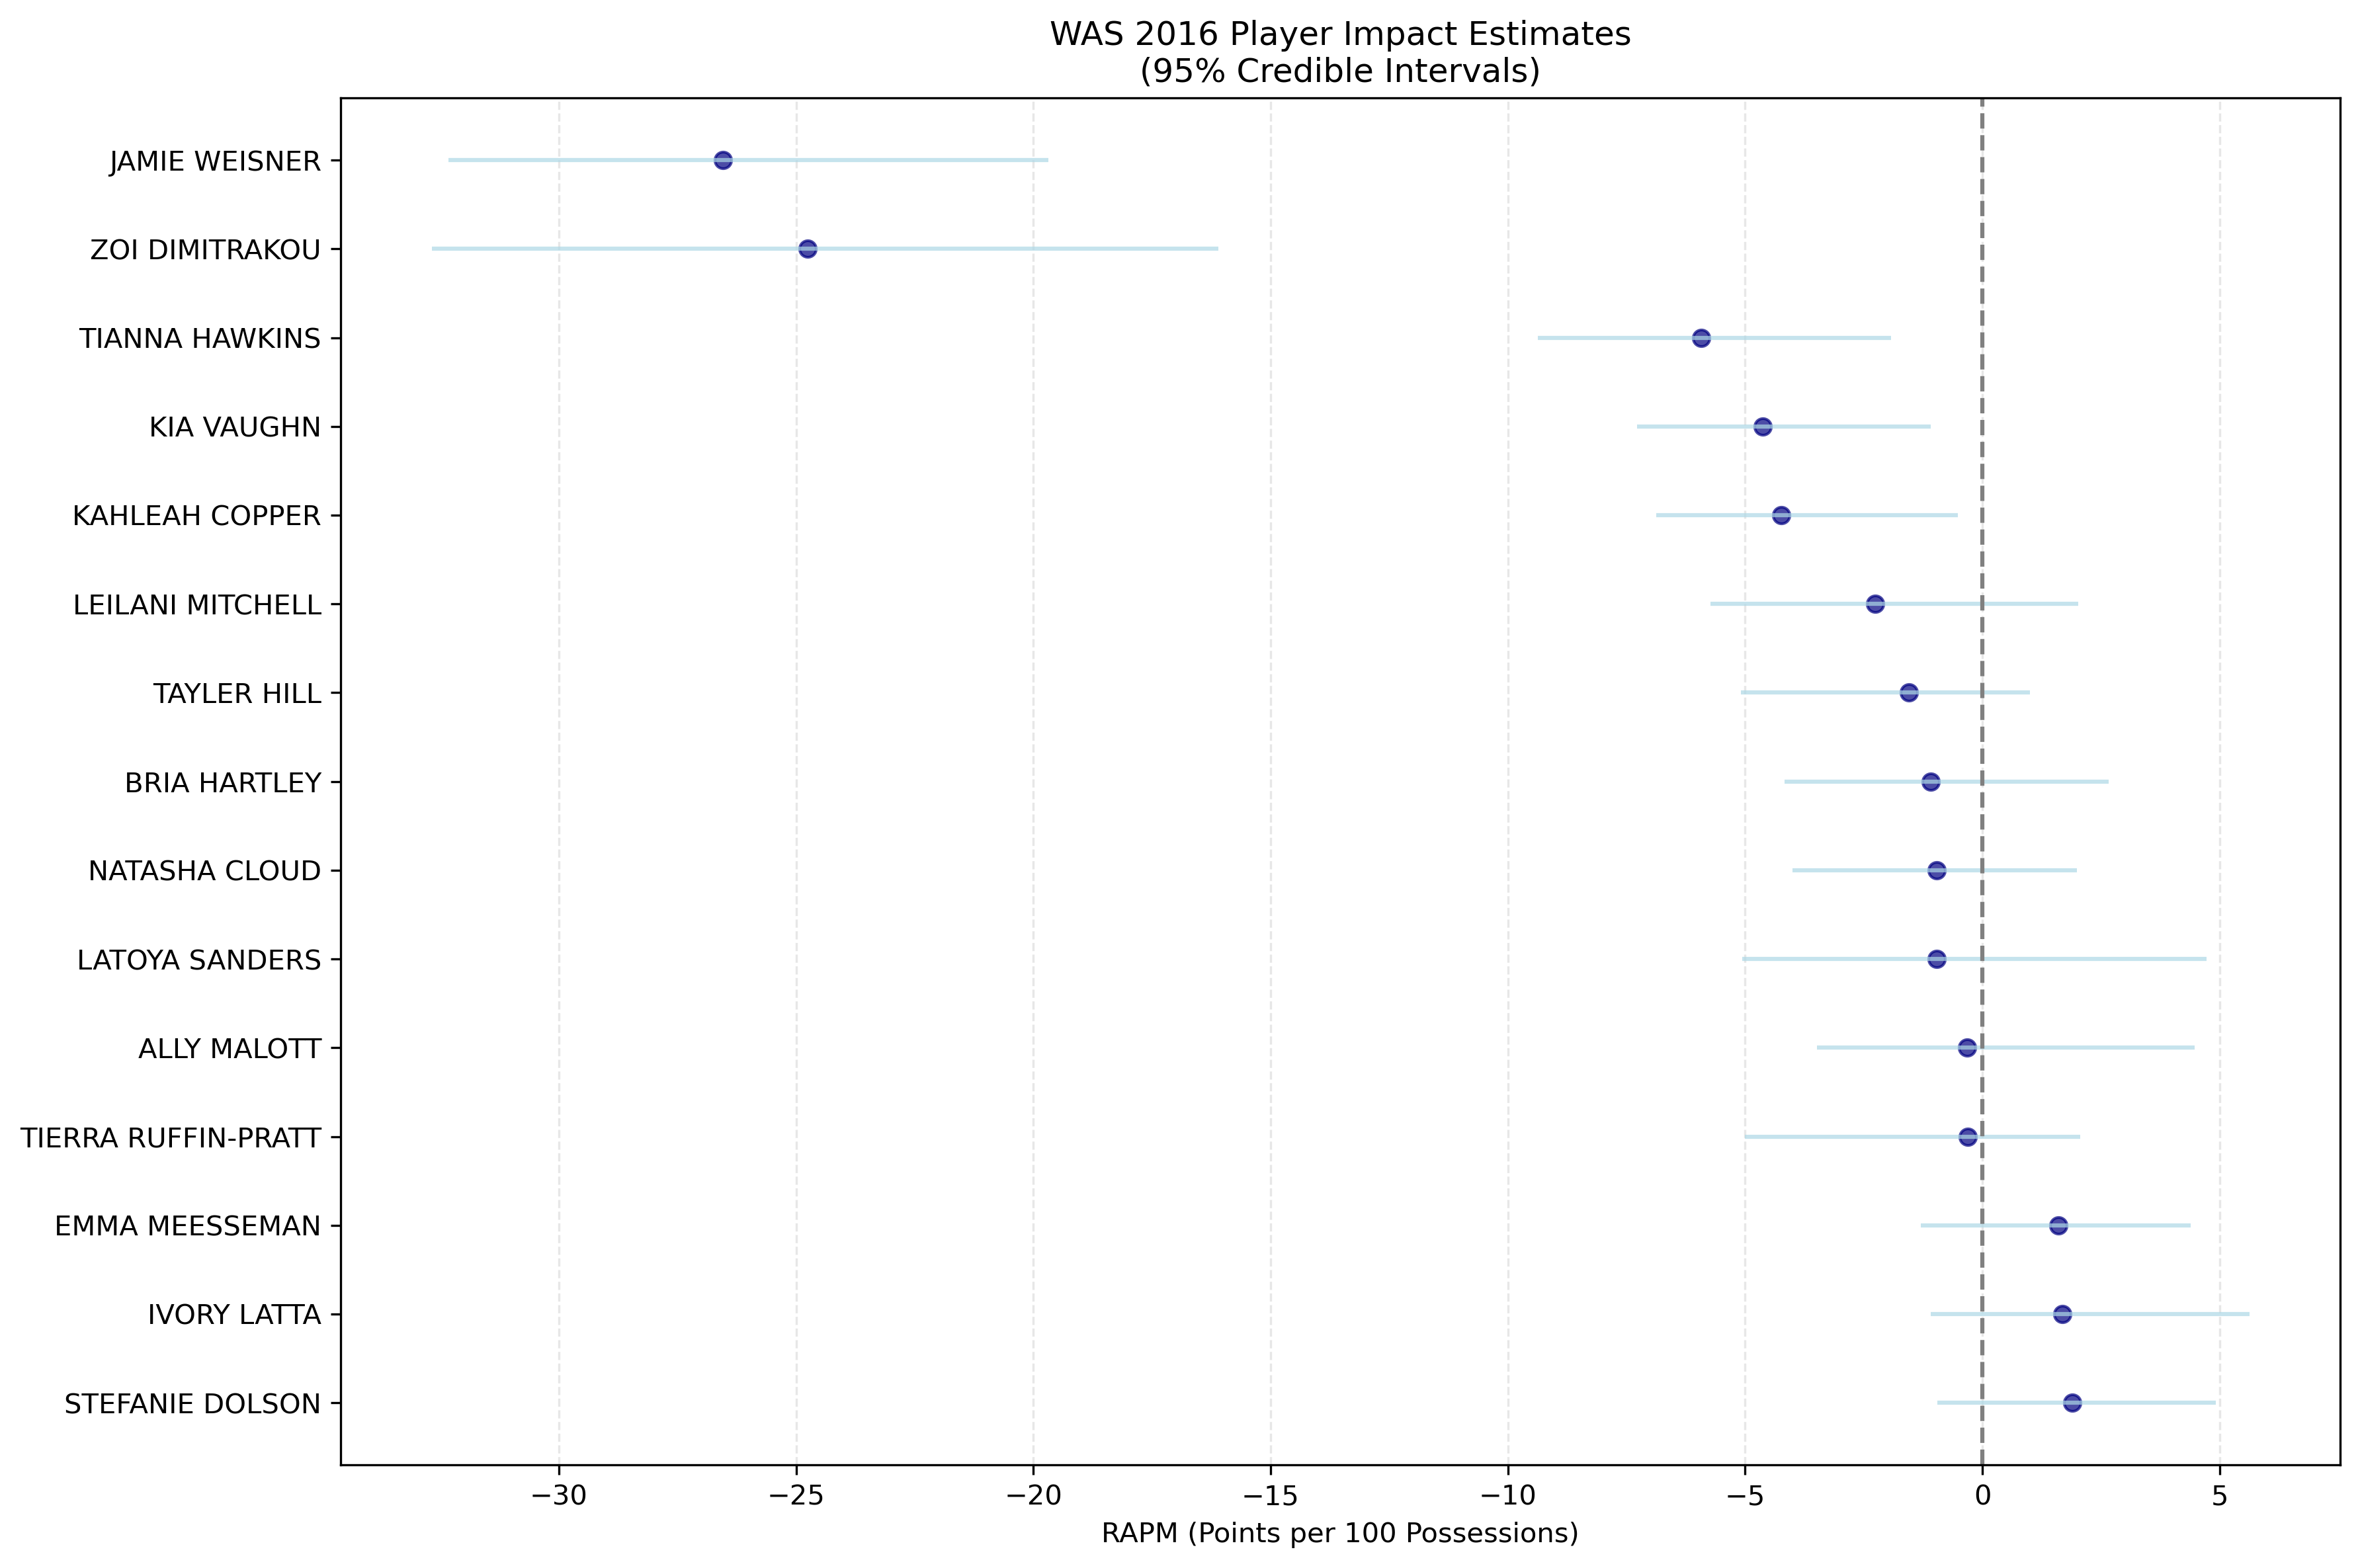 WAS 2016 Player Impact Estimates
(95% Credible Intervals)
JAMIE WEISNER
ZOI DIMITRAKOU
TIANNA HAWKINS
KIA VAUGHN
KAHLEAH COPPER
LEILANI MITCHELL
TAYLER HILL
BRIA HARTLEY
NATASHA CLOUD
LATOYA SANDERS
ALLY MALOTT
TIERRA RUFFIN-PRATT
EMMA MEESSEMAN
IVORY LATTA
STEFANIE DOLSON
−30 −25 −20 −15 −10 −5 0 5
RAPM (Points per 100 Possessions)